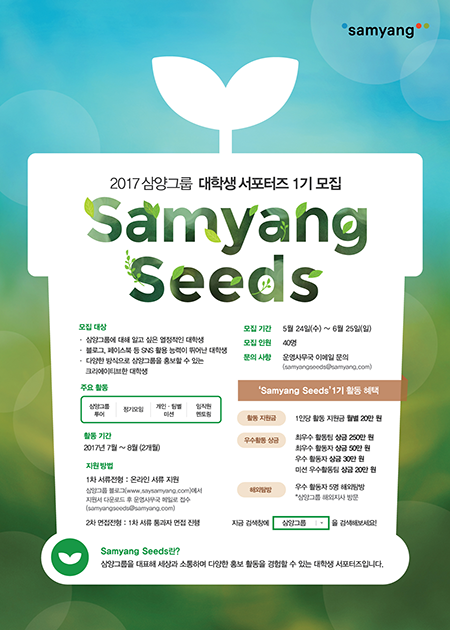 samyang
2017 삼양그룹 대학생 서포터즈 1기 모집
Samyang
Seeds
모집 대상
· 삼양그룹에 대해 알고 싶은 열정적인 대학생
· 블로그, 페이스북 등 SNS 활용 능력이 뛰어난 대학생
· 다양한 방식으로 삼양그룹을 홍보할 수 있는
크리에이티브한 대학생
주요 활동
삼양그룹
투어
정기모임
개인·팀별
미션
임직원
멘토링
활동 기간
2017년 7월 ~ 8월 (2개월)
지원 방법
1차 서류전형 : 온라인 서류 지원
삼양그룹 블로그(www.saysamyang.com)에서
지원서 다운로드 후 운영사무국 메일로 접수
(samyangseeds@samyang.com)
2차 면접전형 : 1차 서류 통과자 면접 진행
모집 기간 5월 24일(수) ~ 6월 25일(일)
모집 인원 40명
문의 사항 운영사무국 이메일 문의
(samyangseeds@samyang.com)
'Samyang Seeds'1기 활동 혜택
활동 지원금 1인당 활동 지원금 월별 20만 원
우수활동 상금 최우수 활동팀 상금 250만 원
최우수 활동자 상금 50만 원
우수 활동자 상금 30만 원
미션 우수활동팀 상금 20만 원
해외탐방 우수 활동자 5명 해외탐방
*삼양그룹 해외지사 방문
지금 검색창에 삼양그룹 을 검색해보세요!
Samyang Seeds란?
삼양그룹을 대표해 세상과 소통하며 다양한 홍보 활동을 경험할 수 있는 대학생 서포터즈입니다.